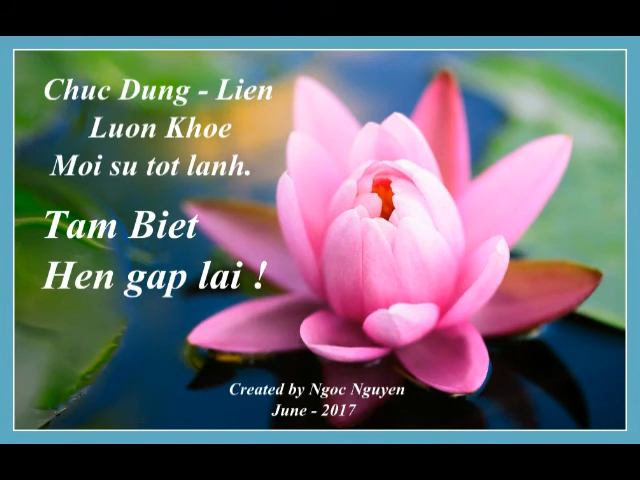 Chuc Dung - Lien
Luon Khoe
Moi su tot lanh.
Tam Biet
Hen gap lai !
Created by Ngoc Nguyen
June - 2017